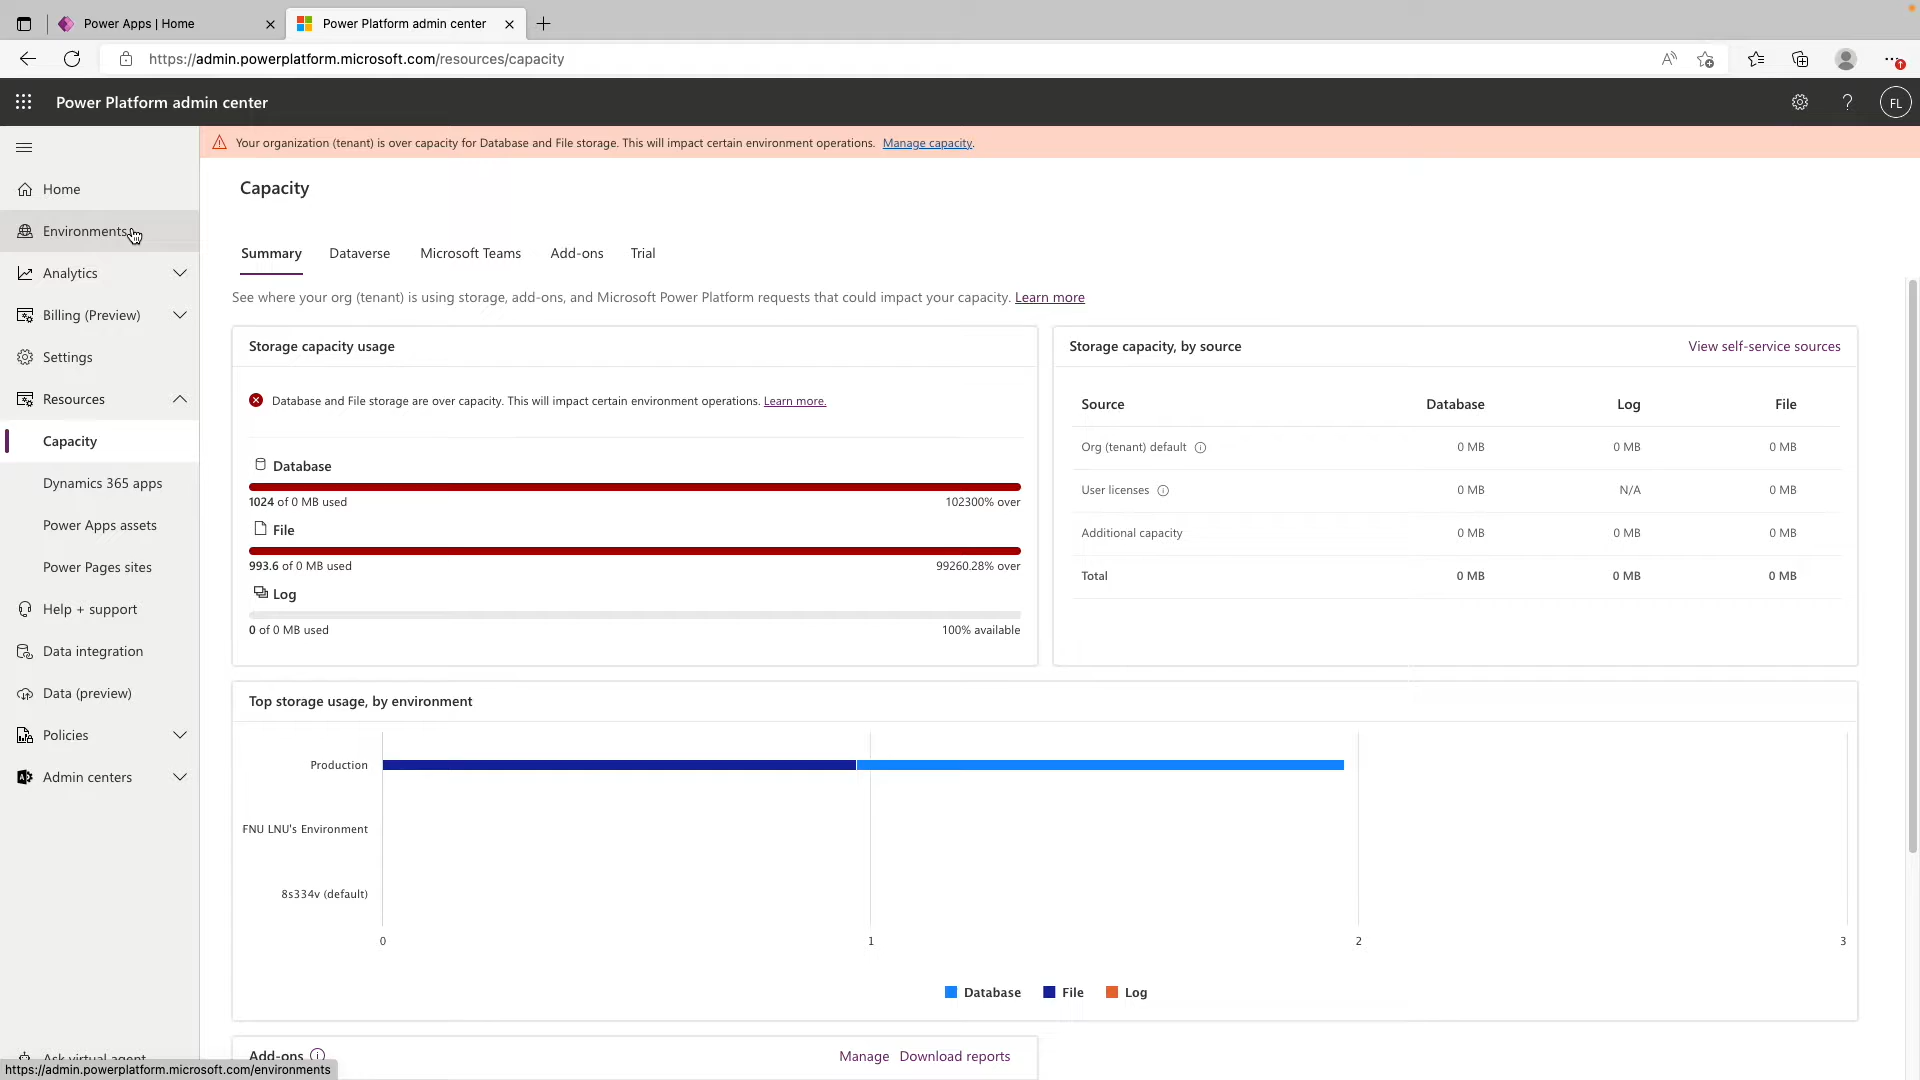 Power Apps | Home
Power Platform admin center
https://admin.powerplatform.microsoft.com/resources/capacity
Power Platform admin center
FL
Your organization (tenant) is over capacity for Database and File storage. This will impact certain environment operations. Manage capacity.
Home
Environments
Analytics
Billing (Preview)
Settings
Resources
Capacity
Dynamics 365 apps
Power Apps assets
Power Pages sites
Help + support
Data integration
Data (preview)
Policies
Admin centers
Ask virtual agent
https://admin.powerplatform.microsoft.com/environments
Capacity
Summary Dataverse Microsoft Teams Add-ons Trial
See where your org (tenant) is using storage, add-ons, and Microsoft Power Platform requests that could impact your capacity. Learn more
Storage capacity usage
Database and File storage are over capacity. This will impact certain environment operations. Learn more.
Database
1024 of 0 MB used 102300% over
File
993.6 of 0 MB used 99260.28% over
Log
0 of 0 MB used 100% available
Storage capacity, by source View self-service sources
Source Database Log File
Org (tenant) default 0 MB 0 MB 0 MB
User licenses 0 MB N/A 0 MB
Additional capacity 0 MB 0 MB 0 MB
Total 0 MB 0 MB 0 MB
Top storage usage, by environment
Production
FNU LNU's Environment
8s334v (default)
0 1 2 3
Database File Log
Add-ons Manage Download reports